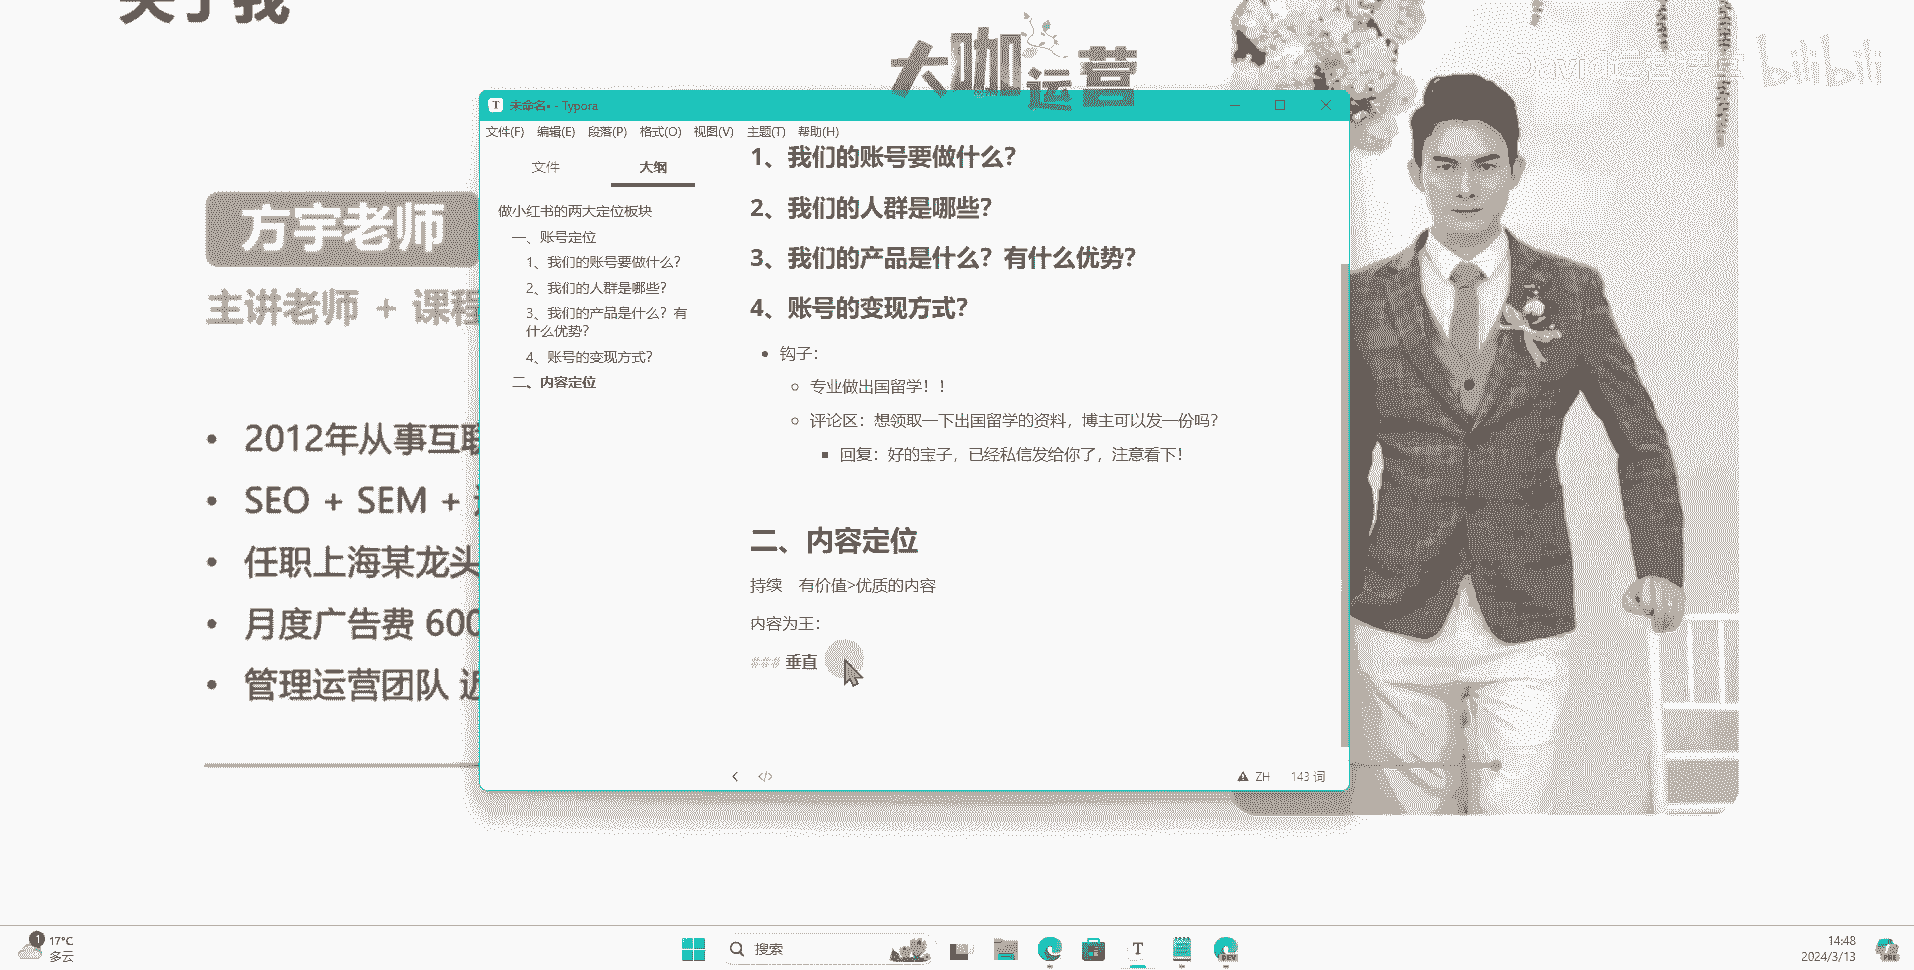 关于我
大咖运营
bilibili
未命名• - Typora
文件(F) 编辑(E) 段落(P) 格式(O) 视图(V) 主题(T) 帮助(H)
文件 大纲
做小红书的两大定位板块
一、账号定位
1、我们的账号要做什么？
2、我们的人群是哪些？
3、我们的产品是什么？有
什么优势？
4、账号的变现方式？
二、内容定位
1、我们的账号要做什么？
2、我们的人群是哪些？
3、我们的产品是什么？有什么优势？
4、账号的变现方式？
• 钩子：
专业做出国留学！！
评论区：想领取一下出国留学的资料，博主可以发一份吗？
回复：好的宝子，已经私信发给你了，注意看下！
二、内容定位
持续 有价值>优质的内容
内容为王：
### 垂直
ZH 143 词
方宇老师
主讲老师 + 课程
• 2012年从事互联
• SEO + SEM +
• 任职上海某龙头
• 月度广告费 600
• 管理运营团队 近
1 17°C
多云
搜索
T
DEV
14:48
2024/3/13
PRE